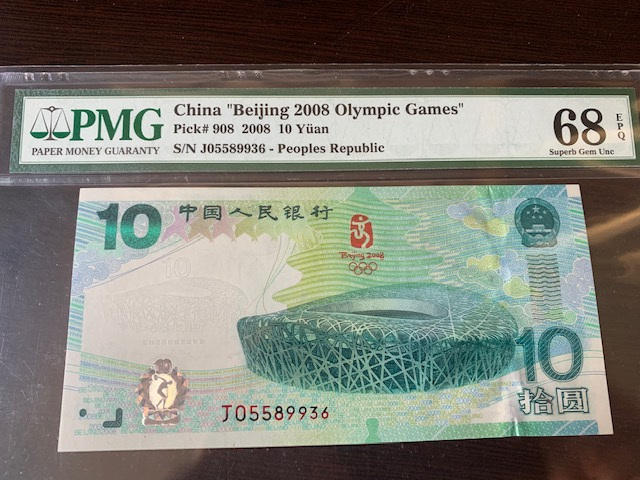 PMG
PAPER MONEY GUARANTY
China "Beijing 2008 Olympic Games"
Pick# 908 2008 10 Yüan
S/N J05589936 - Peoples Republic
68
EPQ
Superb Gem Unc
10
中国人民银行
Beijing 2008
10
J05589936
10
拾圆